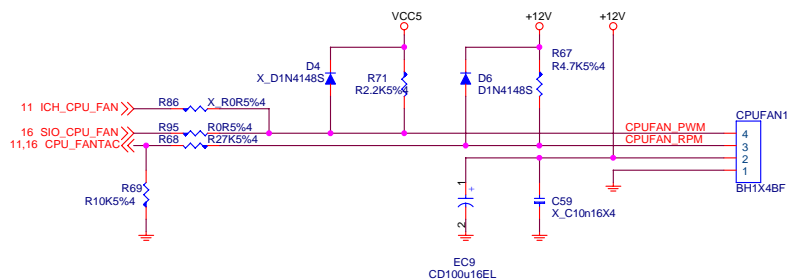 VCC5
+12V
+12V
D4
X_D1N4148S
R71
R2.2K5%4
D6
D1N4148S
R67
R4.7K5%4
11 ICH_CPU_FAN
R86
X_R0R5%4
16 SIO_CPU_FAN
R95
R0R5%4
11,16 CPU_FANTAC
R68
R27K5%4
CPUFAN_PWM
CPUFAN_RPM
CPUFAN1
4
3
2
1
BH1X4BF
R69
R10K5%4
1
+
2
EC9
CD100u16EL
C59
X_C10n16X4